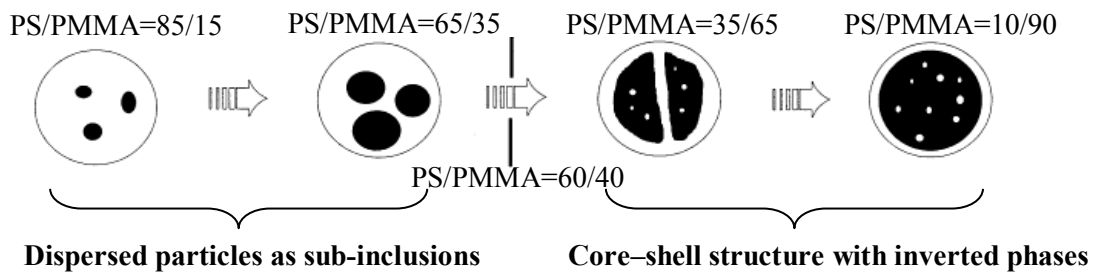 PS/PMMA=85/15
PS/PMMA=65/35
PS/PMMA=35/65
PS/PMMA=10/90
PS/PMMA=60/40
Dispersed particles as sub-inclusions
Core–shell structure with inverted phases